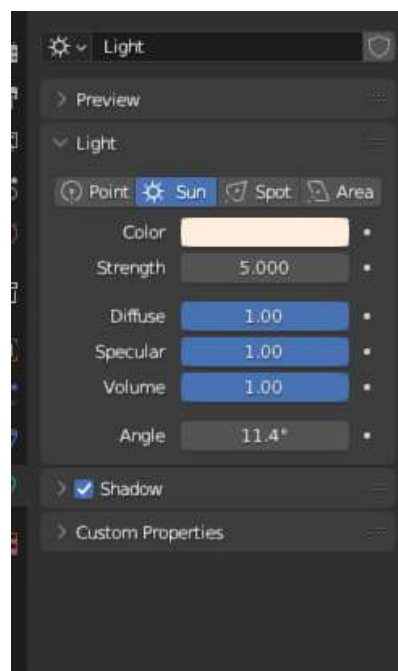 Light
Preview
Light
Point Sun Spot Area
Color
Strength 5.000
Diffuse 1.00
Specular 1.00
Volume 1.00
Angle 11.4°
Shadow
Custom Properties